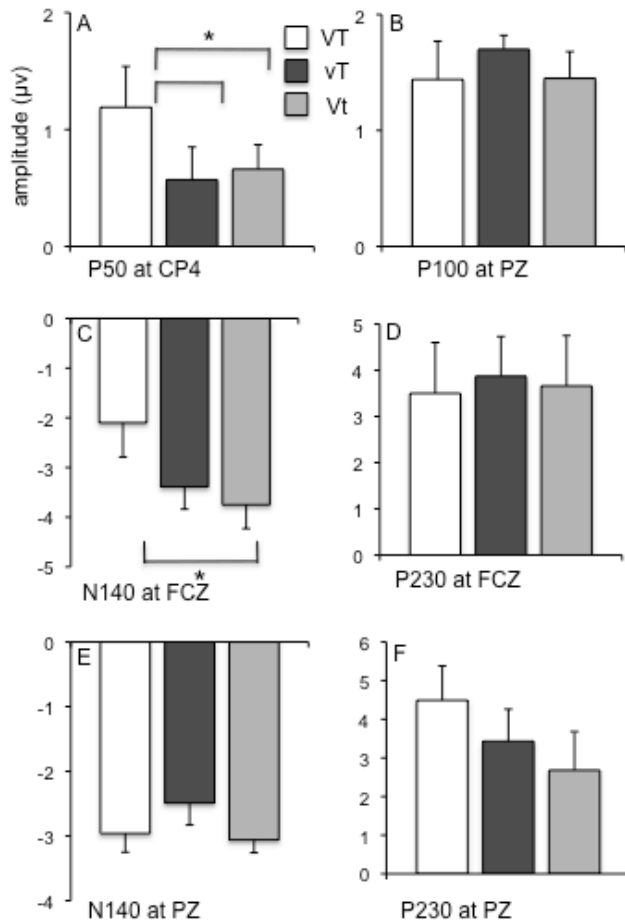 A
*
VT
vT
Vt
B
amplitude (μv)
2
1
0
P50 at CP4
2
1
0
P100 at PZ
C
0
-1
-2
-3
-4
-5
*
N140 at FCZ
D
5
4
3
2
1
0
P230 at FCZ
E
0
-1
-2
-3
-4
N140 at PZ
F
6
5
4
3
2
1
0
P230 at PZ